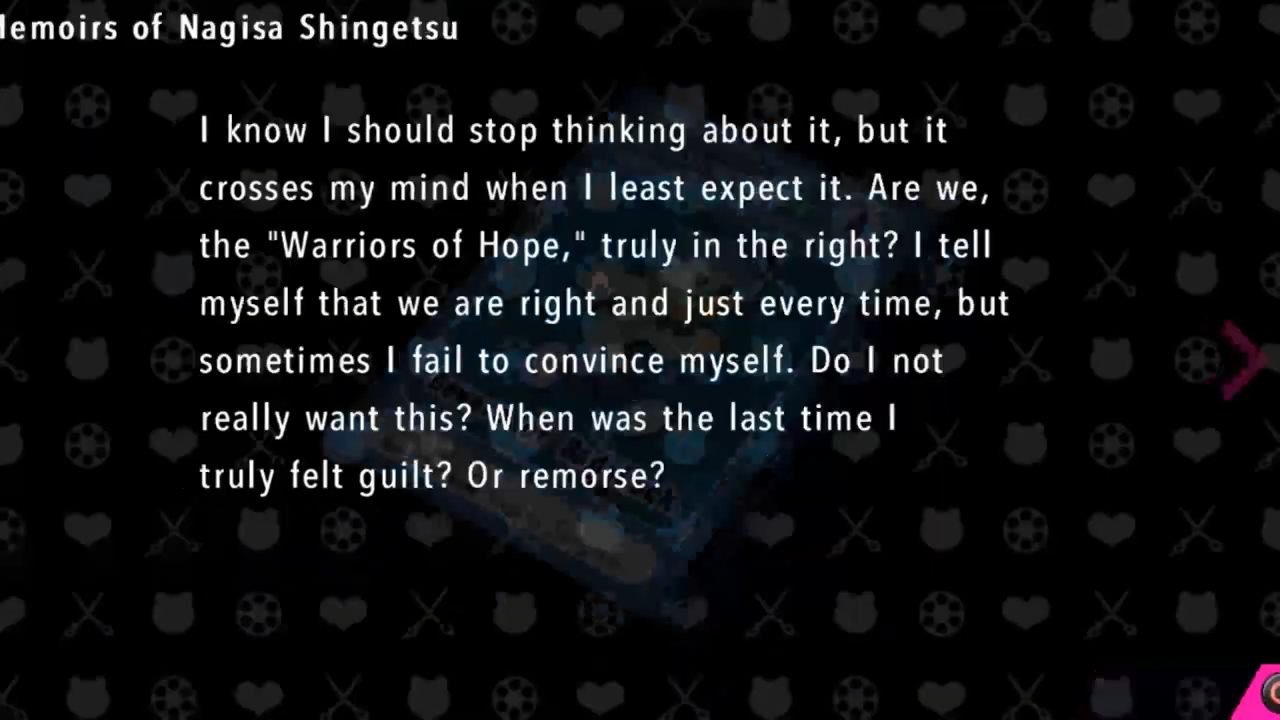 Memoirs of Nagisa Shingetsu
I know I should stop thinking about it, but it
crosses my mind when I least expect it. Are we,
the "Warriors of Hope," truly in the right? I tell
myself that we are right and just every time, but
sometimes I fail to convince myself. Do I not
really want this? When was the last time I
truly felt guilt? Or remorse?